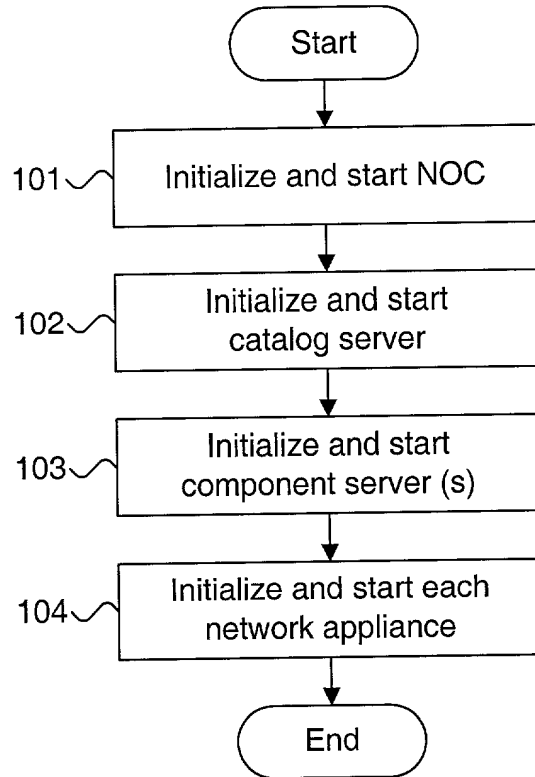 Start
101
Initialize and start NOC
102
Initialize and start
catalog server
103
Initialize and start
component server (s)
104
Initialize and start each
network appliance
End